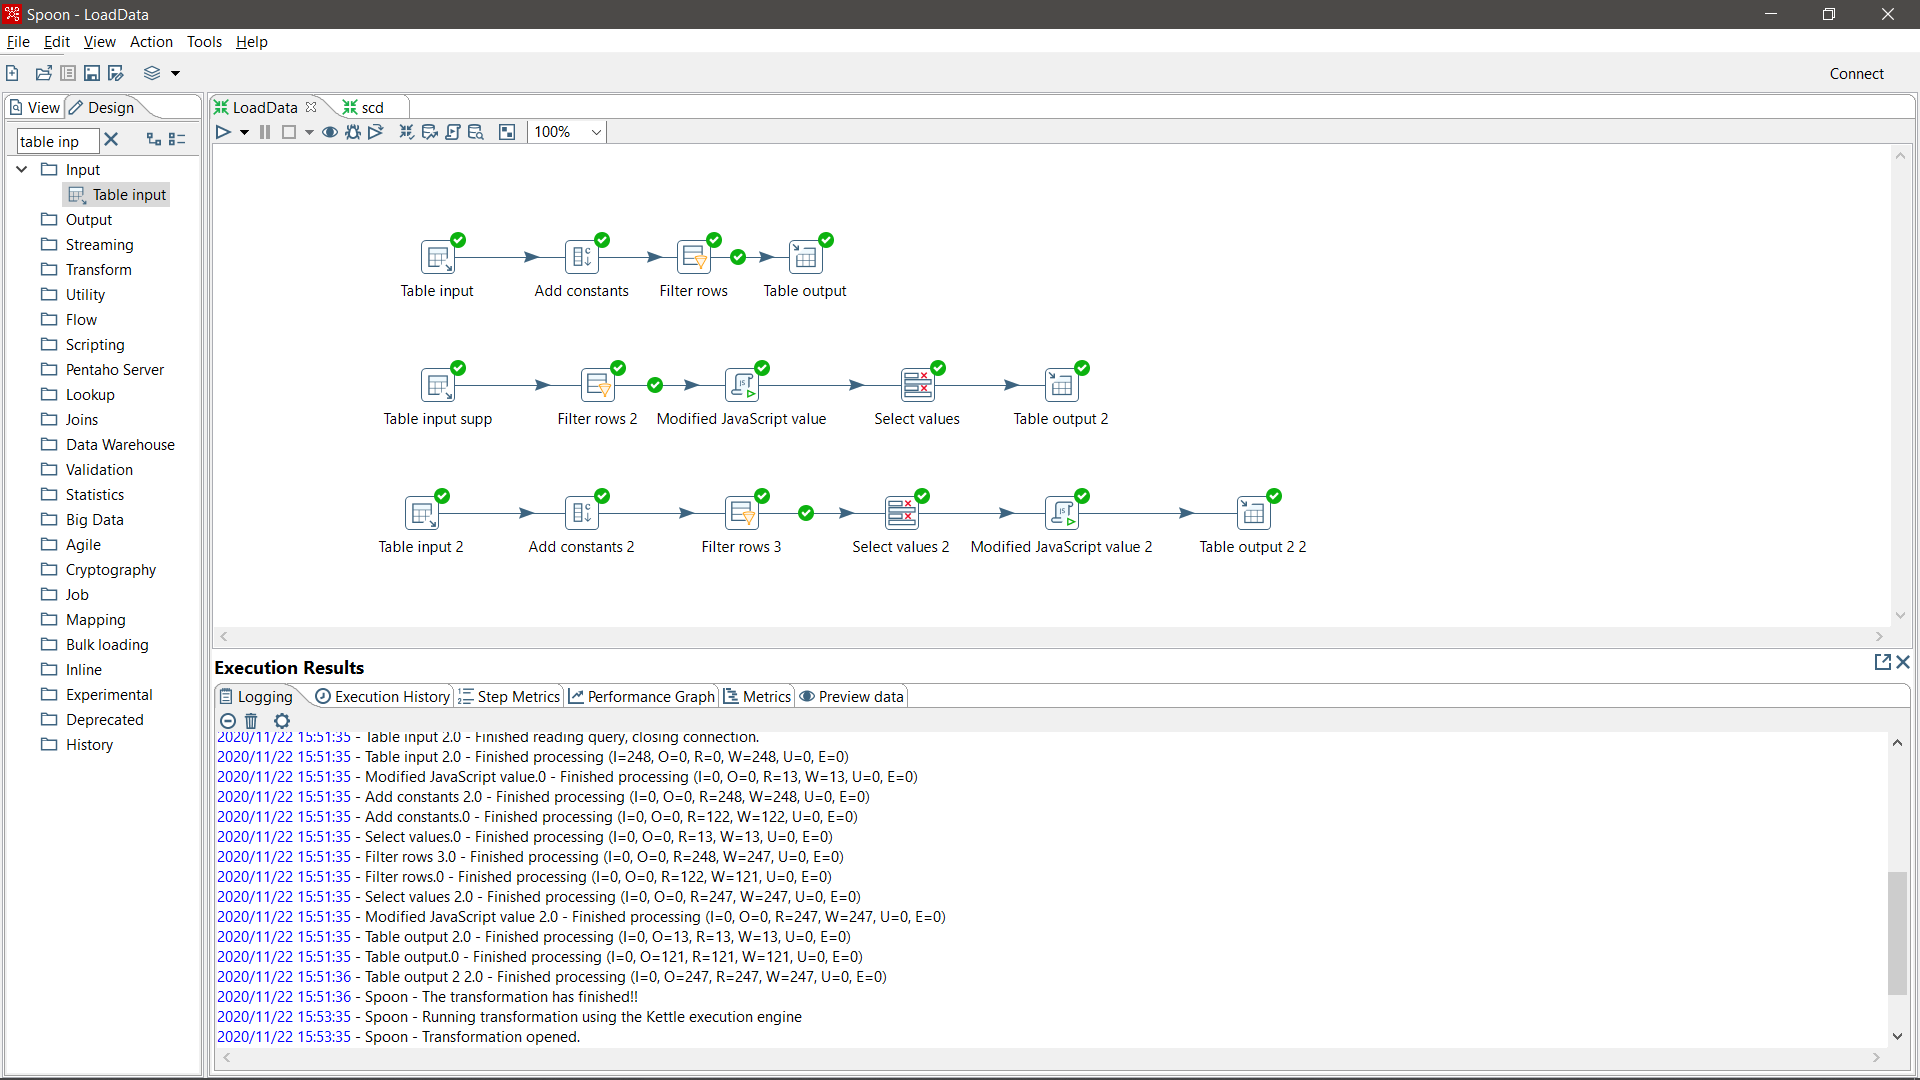 Spoon - LoadData
File Edit View Action Tools Help
Connect
View Design
LoadData scd
table inp
100%
Input
Table input
Output
Streaming
Transform
Utility
Flow
Scripting
Pentaho Server
Lookup
Joins
Data Warehouse
Validation
Statistics
Big Data
Agile
Cryptography
Job
Mapping
Bulk loading
Inline
Experimental
Deprecated
History
Table input Add constants Filter rows Table output
Table input supp Filter rows 2 Modified JavaScript value Select values Table output 2
Table input 2 Add constants 2 Filter rows 3 Select values 2 Modified JavaScript value 2 Table output 2 2
Execution Results
Logging Execution History Step Metrics Performance Graph Metrics Preview data
2020/11/22 15:51:35 - Table input 2.0 - Finished reading query, closing connection.
2020/11/22 15:51:35 - Table input 2.0 - Finished processing (I=248, O=0, R=0, W=248, U=0, E=0)
2020/11/22 15:51:35 - Modified JavaScript value.0 - Finished processing (I=0, O=0, R=13, W=13, U=0, E=0)
2020/11/22 15:51:35 - Add constants 2.0 - Finished processing (I=0, O=0, R=248, W=248, U=0, E=0)
2020/11/22 15:51:35 - Add constants.0 - Finished processing (I=0, O=0, R=122, W=122, U=0, E=0)
2020/11/22 15:51:35 - Select values.0 - Finished processing (I=0, O=0, R=13, W=13, U=0, E=0)
2020/11/22 15:51:35 - Filter rows 3.0 - Finished processing (I=0, O=0, R=248, W=247, U=0, E=0)
2020/11/22 15:51:35 - Filter rows.0 - Finished processing (I=0, O=0, R=122, W=121, U=0, E=0)
2020/11/22 15:51:35 - Select values 2.0 - Finished processing (I=0, O=0, R=247, W=247, U=0, E=0)
2020/11/22 15:51:35 - Modified JavaScript value 2.0 - Finished processing (I=0, O=0, R=247, W=247, U=0, E=0)
2020/11/22 15:51:35 - Table output 2.0 - Finished processing (I=0, O=13, R=13, W=13, U=0, E=0)
2020/11/22 15:51:35 - Table output.0 - Finished processing (I=0, O=121, R=121, W=121, U=0, E=0)
2020/11/22 15:51:36 - Table output 2 2.0 - Finished processing (I=0, O=247, R=247, W=247, U=0, E=0)
2020/11/22 15:51:36 - Spoon - The transformation has finished!!
2020/11/22 15:53:35 - Spoon - Running transformation using the Kettle execution engine
2020/11/22 15:53:35 - Spoon - Transformation opened.